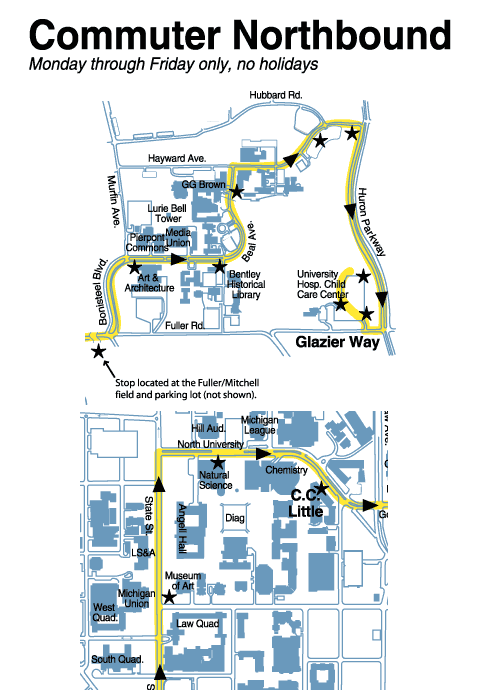 Commuter Northbound
Monday through Friday only, no holidays
Hubbard Rd.
Hayward Ave.
Murfin Ave.
GG Brown
Lurie Bell
Tower
Pierpont
Commons
Media
Union
Beal Ave.
Huron Parkway
Bonisteel Blvd.
Art &
Architecture
Bentley
Historical
Library
University
Hosp. Child
Care Center
Fuller Rd.
Glazier Way
Stop located at the Fuller/Mitchell
field and parking lot (not shown).
Hill Aud.
Michigan
League
North University
Natural
Science
Chemistry
C.C.
Little
State St.
Angell Hall
Diag
LS&A
Museum
of Art
Michigan
Union
West
Quad.
Law Quad
South Quad.